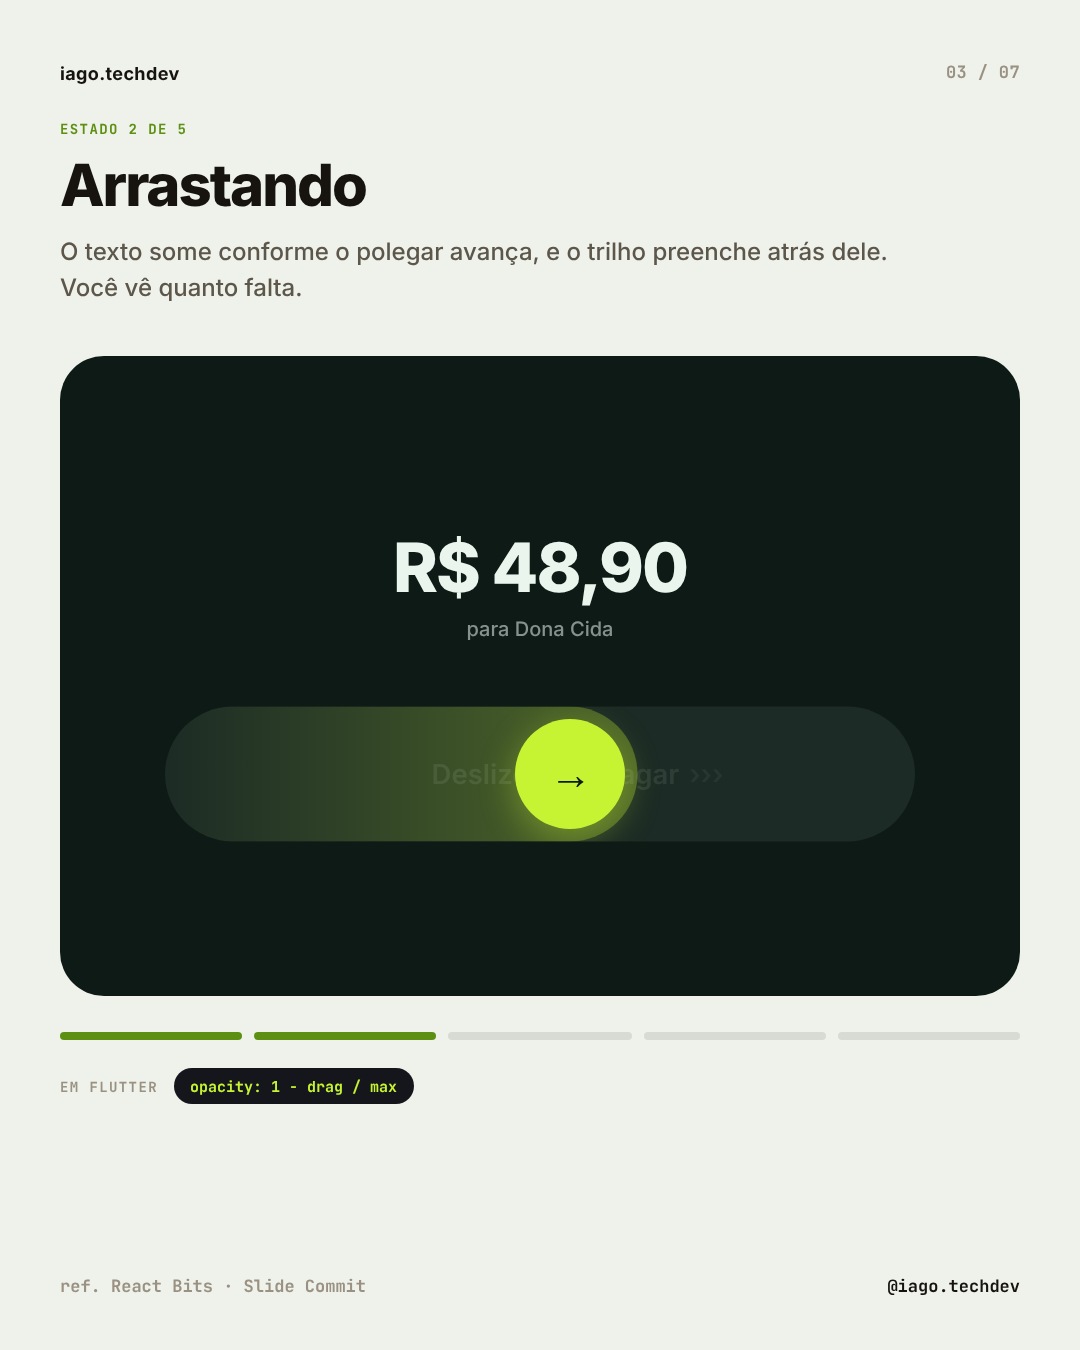 iago.techdev
03 / 07
ESTADO 2 DE 5
Arrastando
O texto some conforme o polegar avança, e o trilho preenche atrás dele.
Você vê quanto falta.
R$ 48,90
para Dona Cida
→ ›››
EM FLUTTER
opacity: 1 - drag / max
ref. React Bits · Slide Commit
@iago.techdev